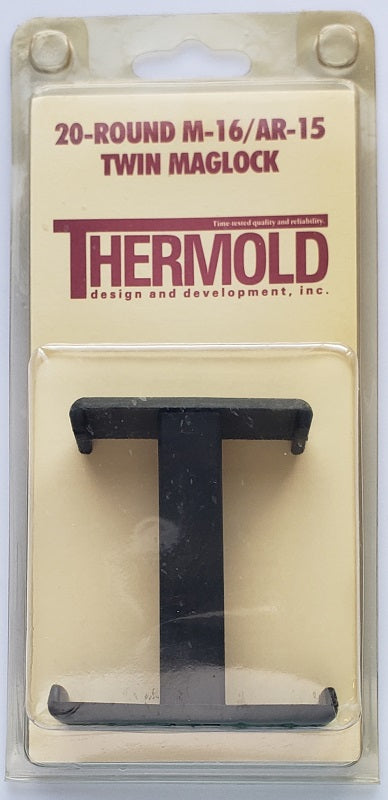 20-ROUND M-16/AR-15
TWIN MAGLOCK
Time-tested quality and reliability.
THERMOLD
design and development, inc.